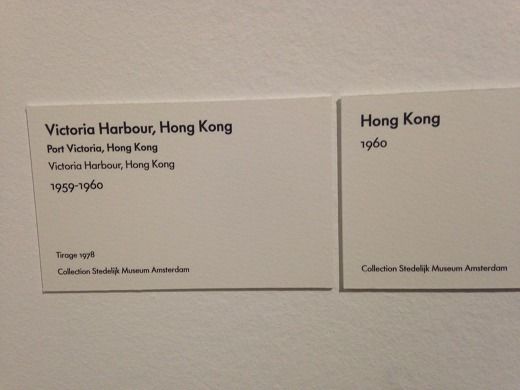 Victoria Harbour, Hong Kong
Port Victoria, Hong Kong
Victoria Harbour, Hong Kong
1959-1960
Tirage 1978
Collection Stedelijk Museum Amsterdam
Hong Kong
1960
Collection Stedelijk Museum Amsterdam